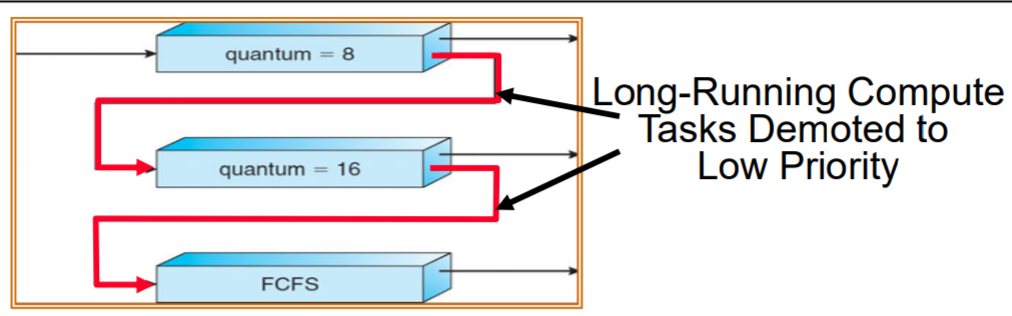 quantum = 8
Long-Running Compute
Tasks Demoted to
Low Priority
quantum = 16
FCFS